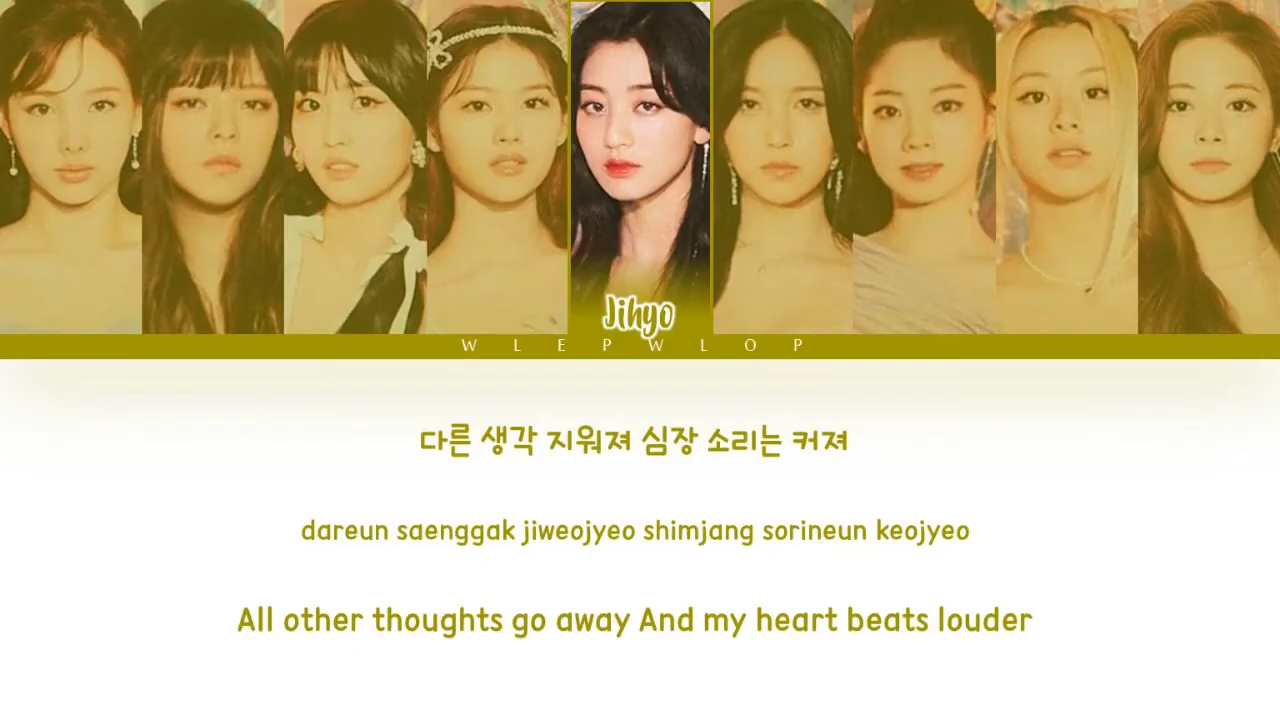 Jihyo
W L E P W L O P
다른 생각 지워져 심장 소리는 커져
dareun saenggak jiweojyeo shimjang sorineun keojyeo
All other thoughts go away And my heart beats louder